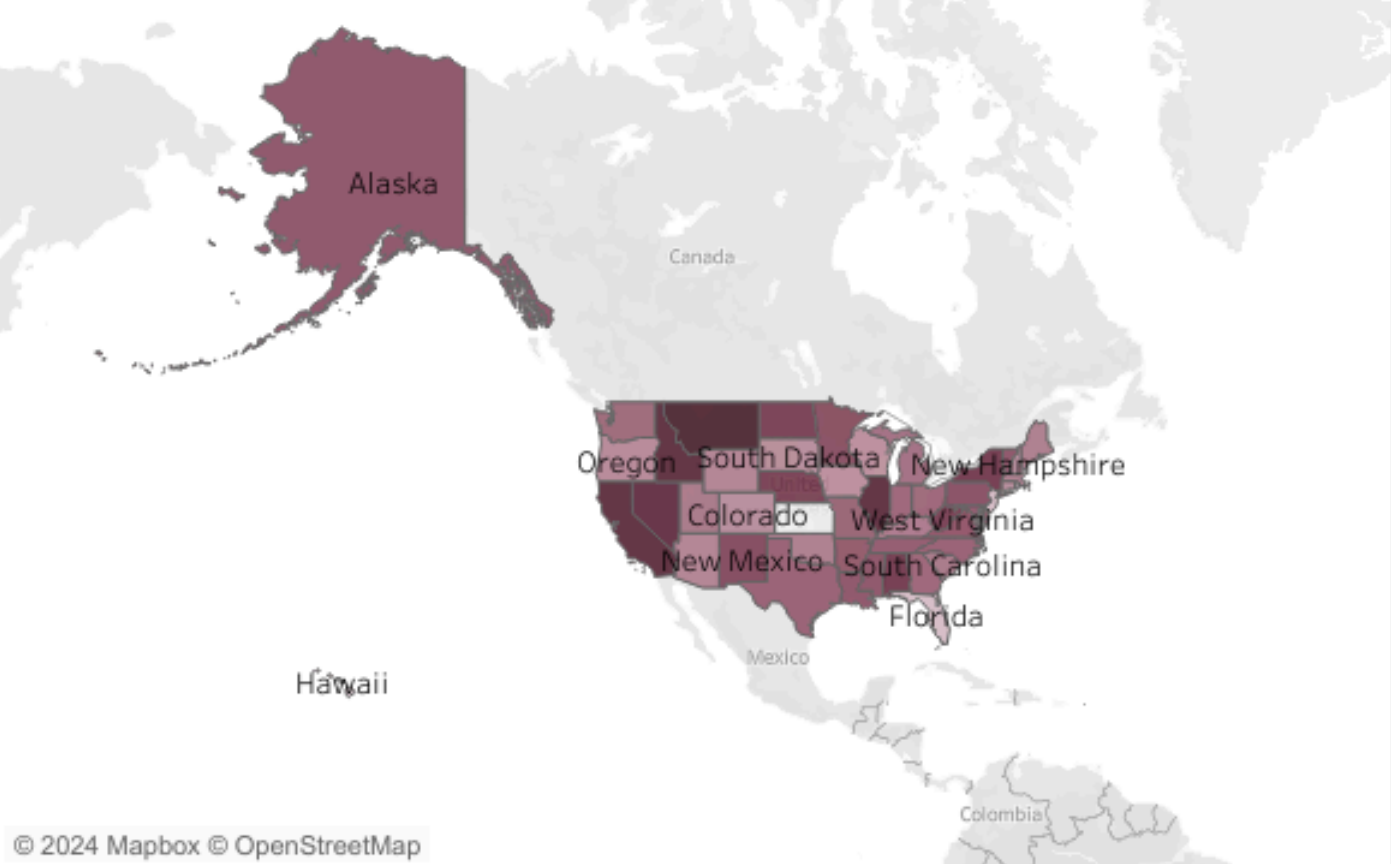 Alaska
Canada
Oregon
South Dakota
New Hampshire
United
Colorado
West Virginia
New Mexico
South Carolina
Florida
Mexico
Hawaii
Colombia
© 2024 Mapbox © OpenStreetMap